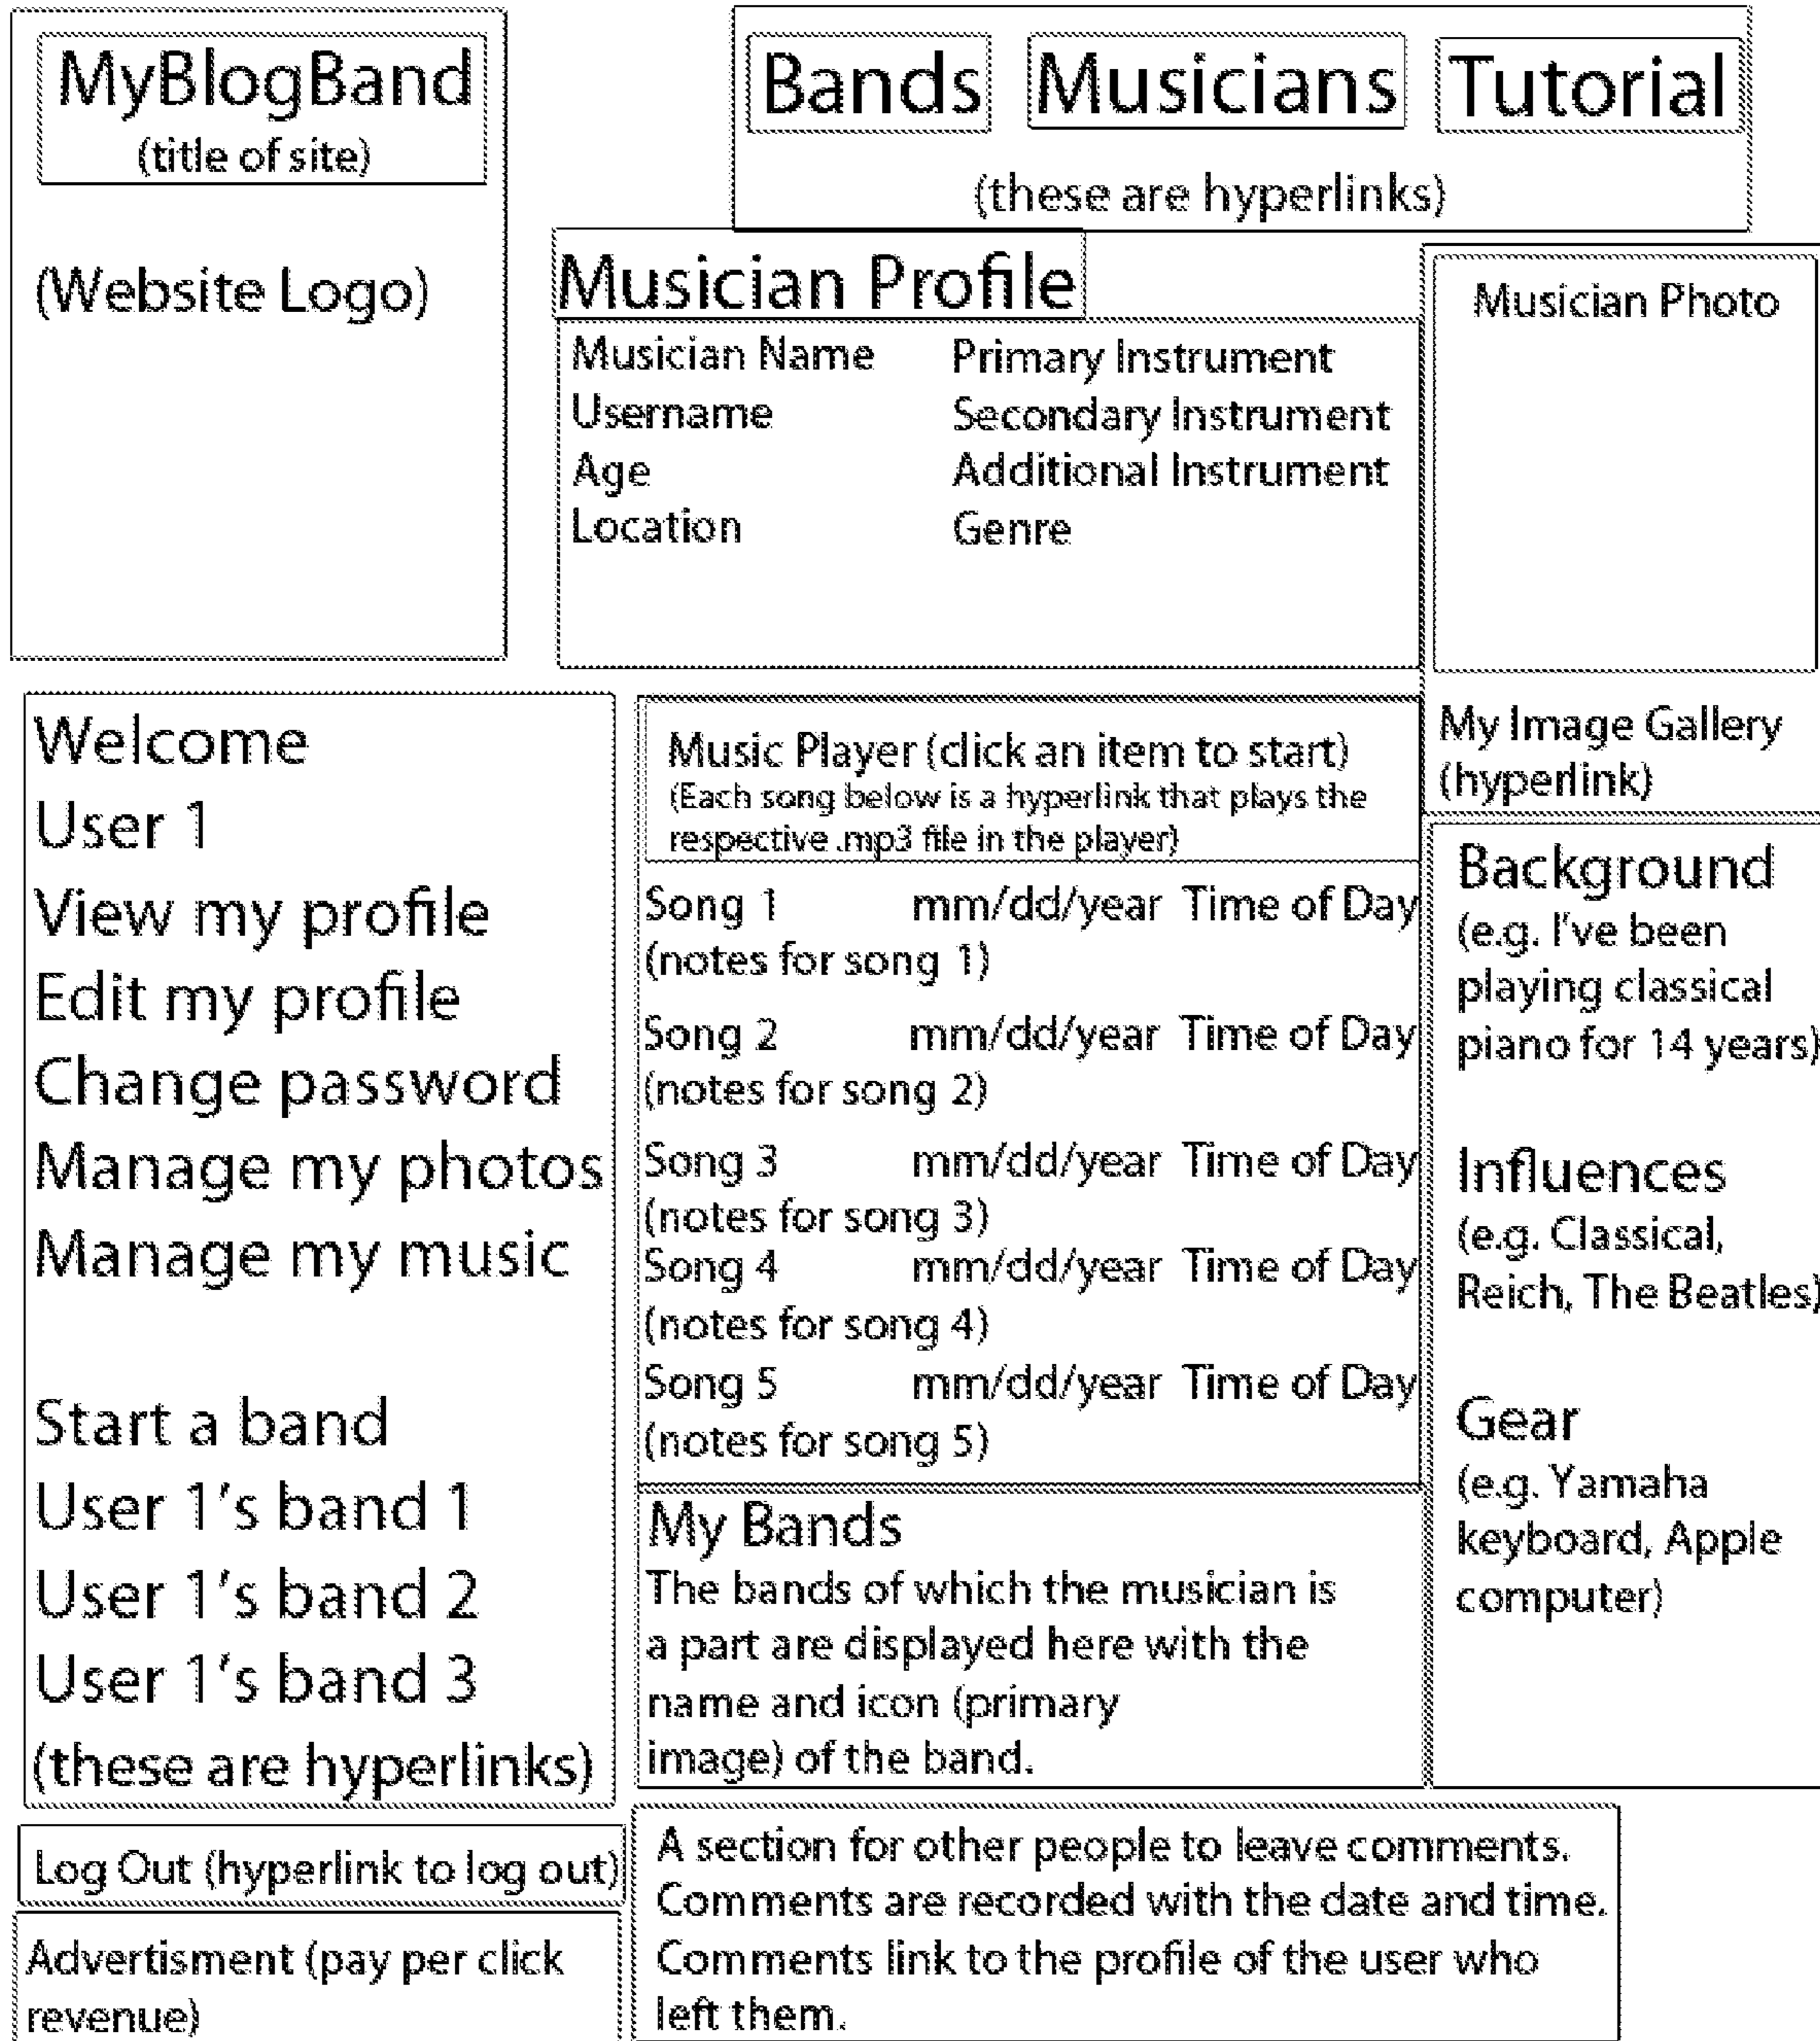 MyBlogBand
(title of site)
(Website Logo)
Bands Musicians Tutorial
(these are hyperlinks)
Musician Profile
Musician Name Primary Instrument
Username Secondary Instrument
Age Additional Instrument
Location Genre
Musician Photo
My Image Gallery
(hyperlink)
Welcome
User 1
View my profile
Edit my profile
Change password
Manage my photos
Manage my music
Start a band
User 1's band 1
User 1's band 2
User 1's band 3
(these are hyperlinks)
Music Player (click an item to start)
(Each song below is a hyperlink that plays the
respective .mp3 file in the player)
Song 1 mm/dd/year Time of Day
(notes for song 1)
Song 2 mm/dd/year Time of Day
(notes for song 2)
Song 3 mm/dd/year Time of Day
(notes for song 3)
Song 4 mm/dd/year Time of Day
(notes for song 4)
Song 5 mm/dd/year Time of Day
(notes for song 5)
My Bands
The bands of which the musician is
a part are displayed here with the
name and icon (primary
image) of the band.
Background
(e.g. I've been
playing classical
piano for 14 years)
Influences
(e.g. Classical,
Reich, The Beatles)
Gear
(e.g. Yamaha
keyboard, Apple
computer)
Log Out (hyperlink to log out)
Advertisment (pay per click
revenue)
A section for other people to leave comments.
Comments are recorded with the date and time.
Comments link to the profile of the user who
left them.